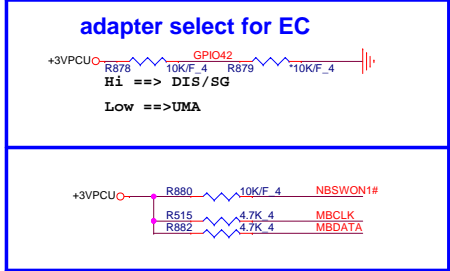 adapter select for EC
+3VPCU R878 10K/F_4 GPIO42 R879 *10K/F_4
Hi ==> DIS/SG
Low ==>UMA
+3VPCU R880 10K/F_4 NBSWON1#
R515 4.7K_4 MBCLK
R882 4.7K_4 MBDATA